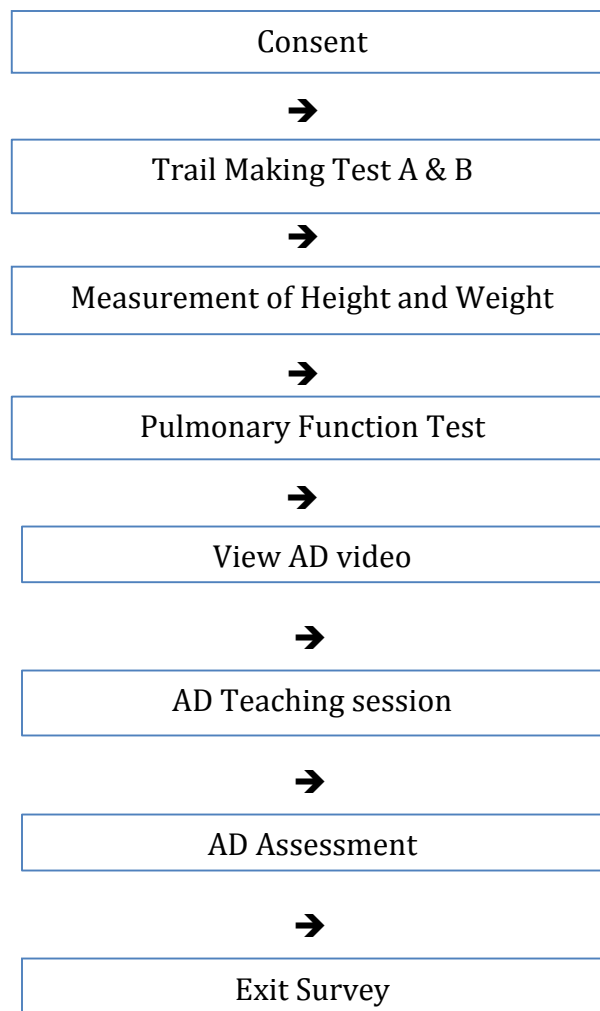 Consent
➔
Trail Making Test A & B
➔
Measurement of Height and Weight
➔
Pulmonary Function Test
➔
View AD video
➔
AD Teaching session
➔
AD Assessment
➔
Exit Survey